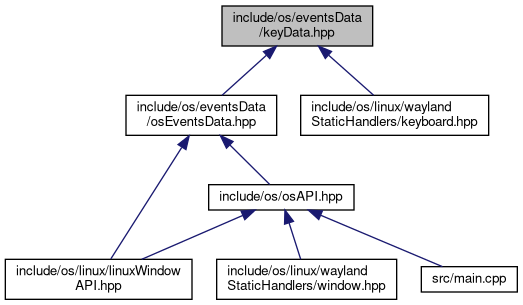 include/os/eventsData
/keyData.hpp
include/os/eventsData
/osEventsData.hpp
include/os/linux/wayland
StaticHandlers/keyboard.hpp
include/os/osAPI.hpp
include/os/linux/linuxWindow
API.hpp
include/os/linux/wayland
StaticHandlers/window.hpp
src/main.cpp